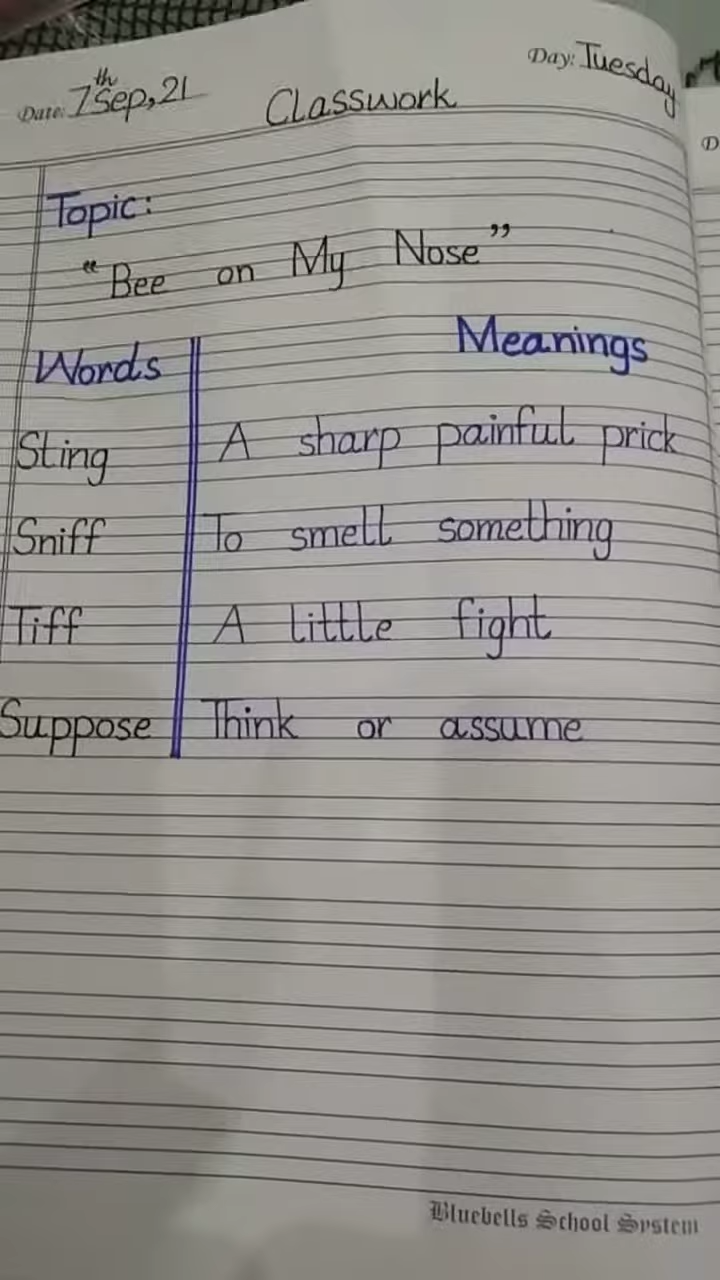 Date: 7th Sep, 21 Classwork Day: Tuesday
D
Topic:
“Bee on My Nose”
Words Meanings
Sting A sharp painful prick
Sniff To smell something
Tiff A little fight
Suppose Think or assume
Bluebells School System